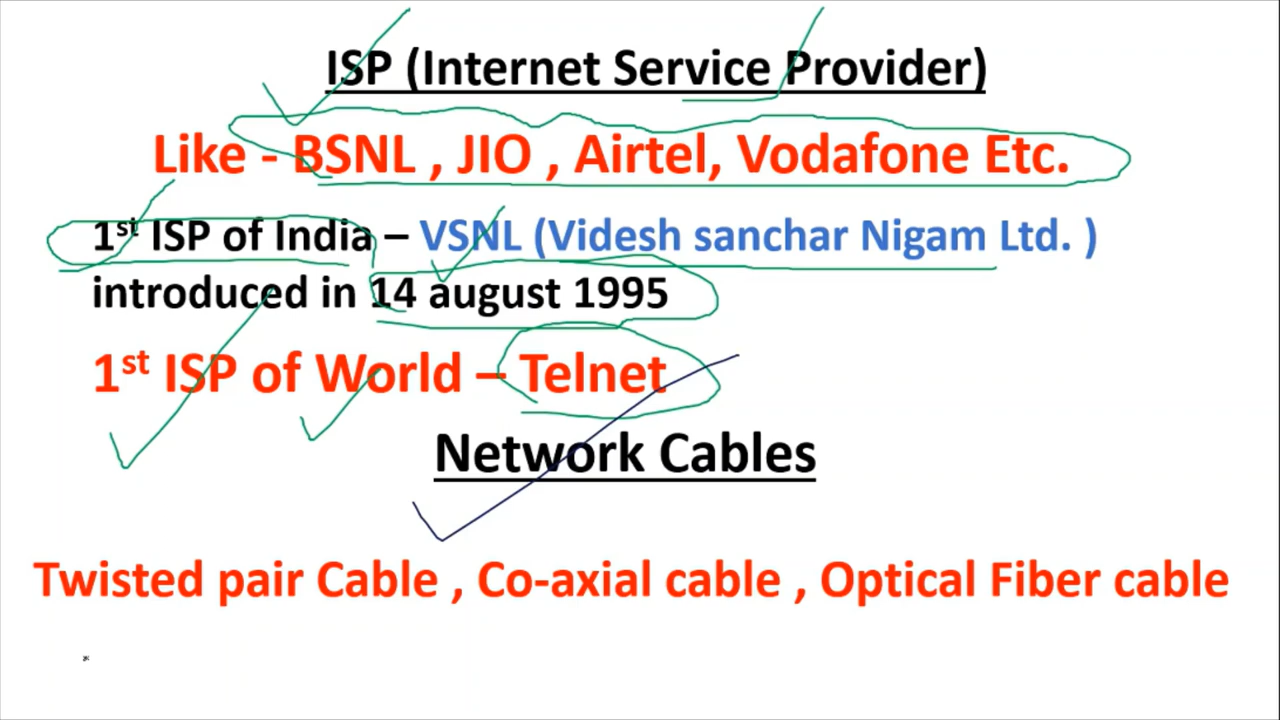 ISP (Internet Service Provider)
Like - BSNL , JIO , Airtel, Vodafone Etc.
1st ISP of India – VSNL (Videsh sanchar Nigam Ltd. )
introduced in 14 august 1995
1st ISP of World – Telnet
Network Cables
Twisted pair Cable , Co-axial cable , Optical Fiber cable